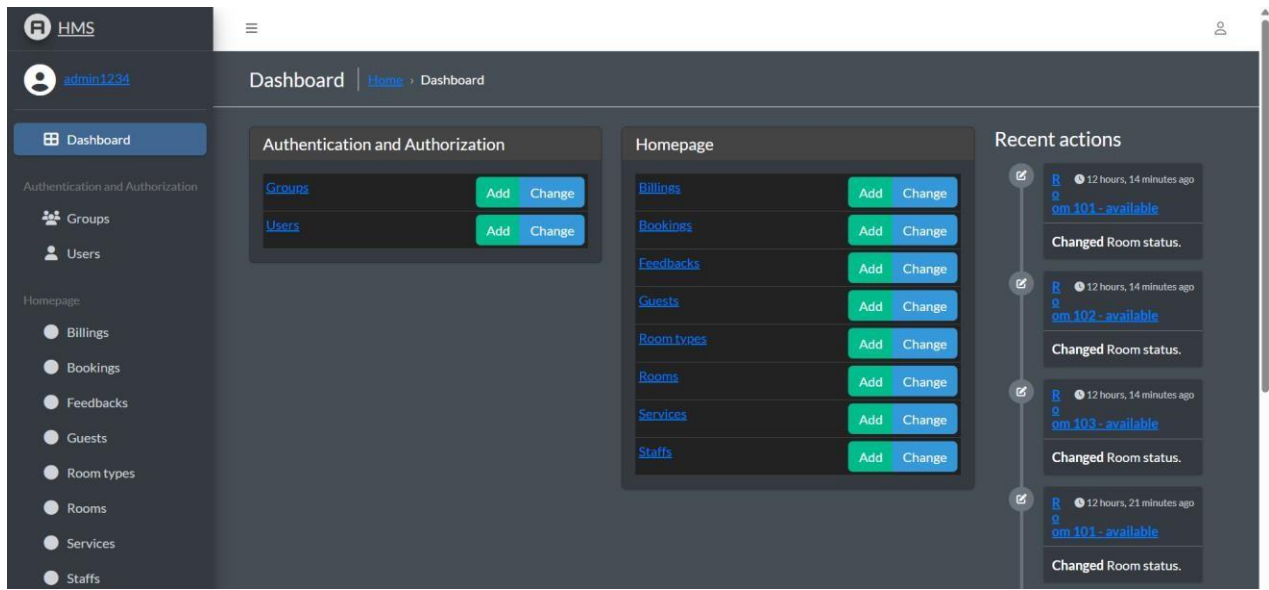 HMS
admin1234
Dashboard
Authentication and Authorization
Groups
Users
Homepage
Billings
Bookings
Feedbacks
Guests
Room types
Rooms
Services
Staffs
Dashboard
Home › Dashboard
Authentication and Authorization
Groups Add Change
Users Add Change
Homepage
Billings Add Change
Bookings Add Change
Feedbacks Add Change
Guests Add Change
Room types Add Change
Rooms Add Change
Services Add Change
Staffs Add Change
Recent actions
R 12 hours, 14 minutes ago
o
om 101 - available
Changed Room status.
R 12 hours, 14 minutes ago
o
om 102 - available
Changed Room status.
R 12 hours, 14 minutes ago
o
om 103 - available
Changed Room status.
R 12 hours, 21 minutes ago
o
om 101 - available
Changed Room status.